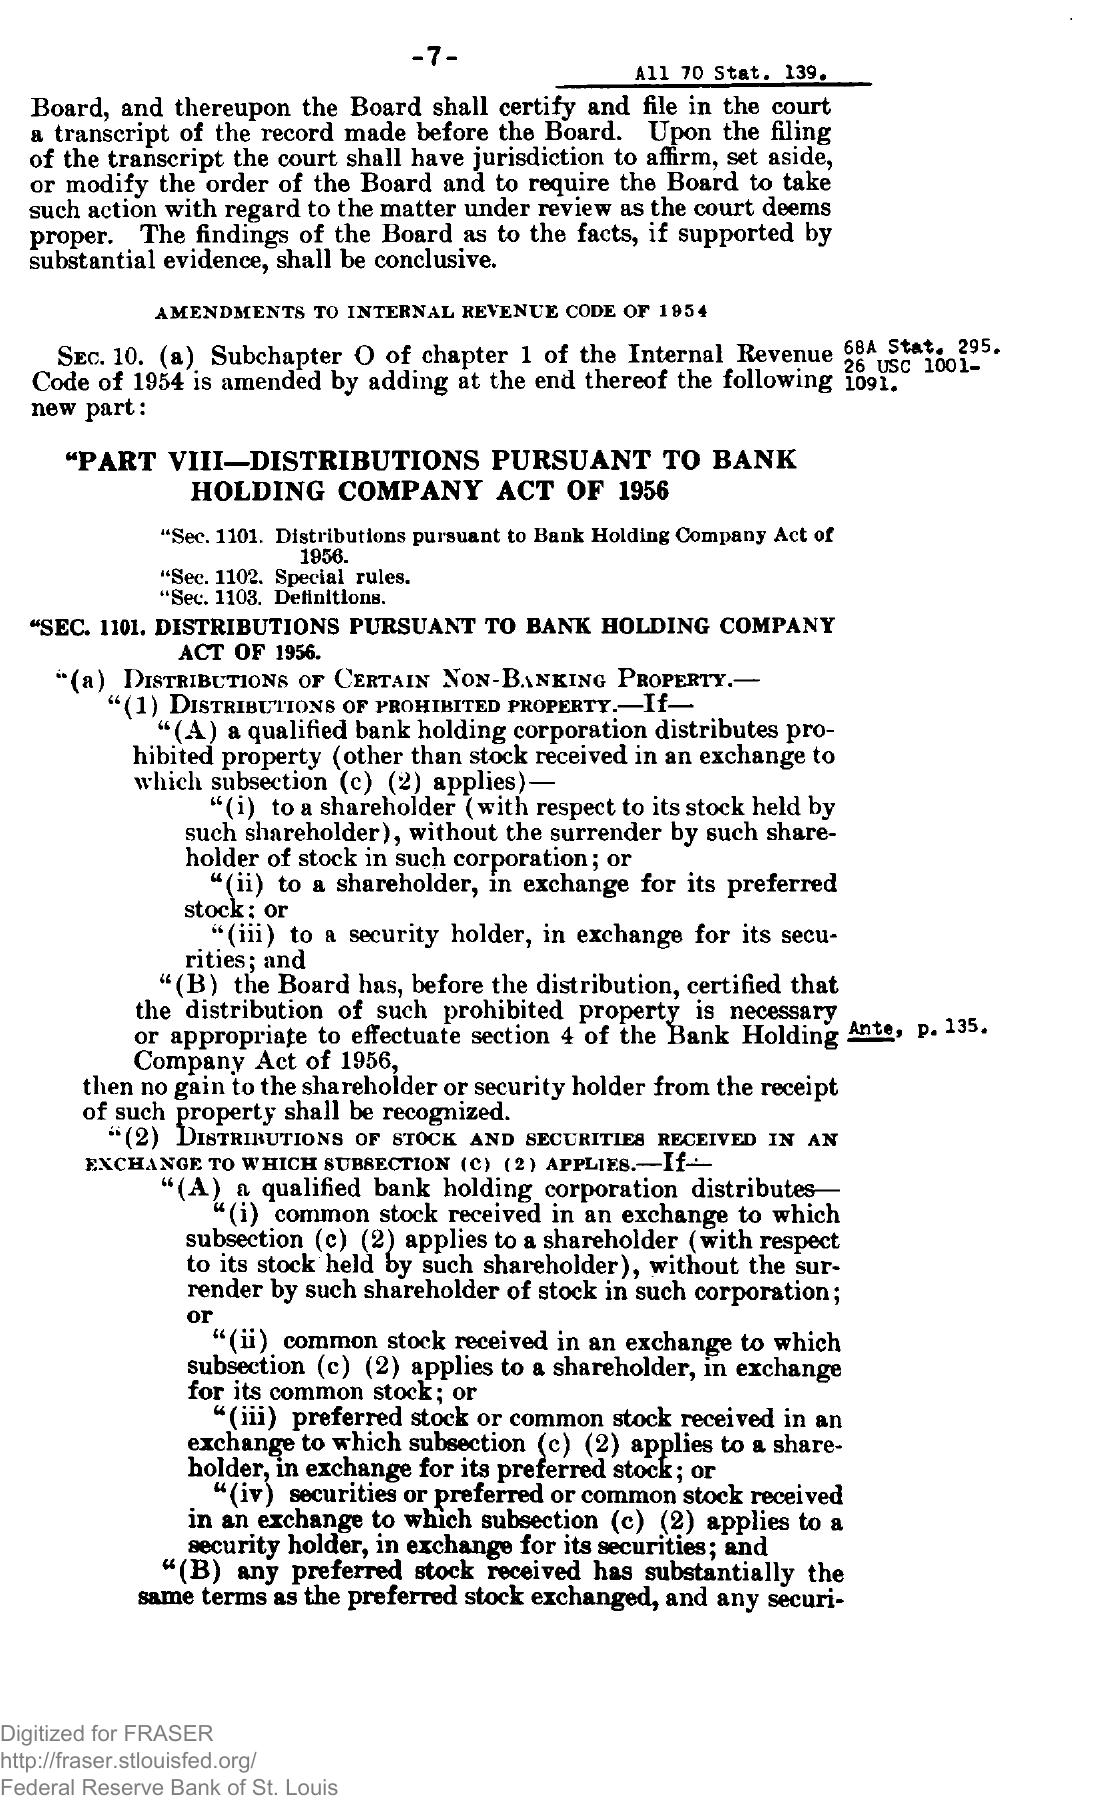 -7-
All 70 Stat. 139.
Board, and thereupon the Board shall certify and file in the court
a transcript of the record made before the Board. Upon the filing
of the transcript the court shall have jurisdiction to affirm, set aside,
or modify the order of the Board and to require the Board to take
such action with regard to the matter under review as the court deems
proper. The findings of the Board as to the facts, if supported by
substantial evidence, shall be conclusive.
AMENDMENTS TO INTERNAL REVENUE CODE OF 1954
SEC. 10. (a) Subchapter O of chapter 1 of the Internal Revenue
Code of 1954 is amended by adding at the end thereof the following
new part:
68A Stat. 295.
26 USC 1001-
1091.
“PART VIII—DISTRIBUTIONS PURSUANT TO BANK
HOLDING COMPANY ACT OF 1956
“Sec. 1101. Distributions pursuant to Bank Holding Company Act of
1956.
“Sec. 1102. Special rules.
“Sec. 1103. Definitions.
“SEC. 1101. DISTRIBUTIONS PURSUANT TO BANK HOLDING COMPANY
ACT OF 1956.
“(a) DISTRIBUTIONS OF CERTAIN NON-BANKING PROPERTY.—
“(1) DISTRIBUTIONS OF PROHIBITED PROPERTY.—If—
“(A) a qualified bank holding corporation distributes pro-
hibited property (other than stock received in an exchange to
which subsection (c) (2) applies)—
“(i) to a shareholder (with respect to its stock held by
such shareholder), without the surrender by such share-
holder of stock in such corporation; or
“(ii) to a shareholder, in exchange for its preferred
stock; or
“(iii) to a security holder, in exchange for its secu-
rities; and
“(B) the Board has, before the distribution, certified that
the distribution of such prohibited property is necessary
or appropriate to effectuate section 4 of the Bank Holding
Company Act of 1956,
Ante, p. 135.
then no gain to the shareholder or security holder from the receipt
of such property shall be recognized.
“(2) DISTRIBUTIONS OF STOCK AND SECURITIES RECEIVED IN AN
EXCHANGE TO WHICH SUBSECTION (C) (2) APPLIES.—If—
“(A) a qualified bank holding corporation distributes—
“(i) common stock received in an exchange to which
subsection (c) (2) applies to a shareholder (with respect
to its stock held by such shareholder), without the sur-
render by such shareholder of stock in such corporation;
or
“(ii) common stock received in an exchange to which
subsection (c) (2) applies to a shareholder, in exchange
for its common stock; or
“(iii) preferred stock or common stock received in an
exchange to which subsection (c) (2) applies to a share-
holder, in exchange for its preferred stock; or
“(iv) securities or preferred or common stock received
in an exchange to which subsection (c) (2) applies to a
security holder, in exchange for its securities; and
“(B) any preferred stock received has substantially the
same terms as the preferred stock exchanged, and any securi-
Digitized for FRASER
http://fraser.stlouisfed.org/
Federal Reserve Bank of St. Louis